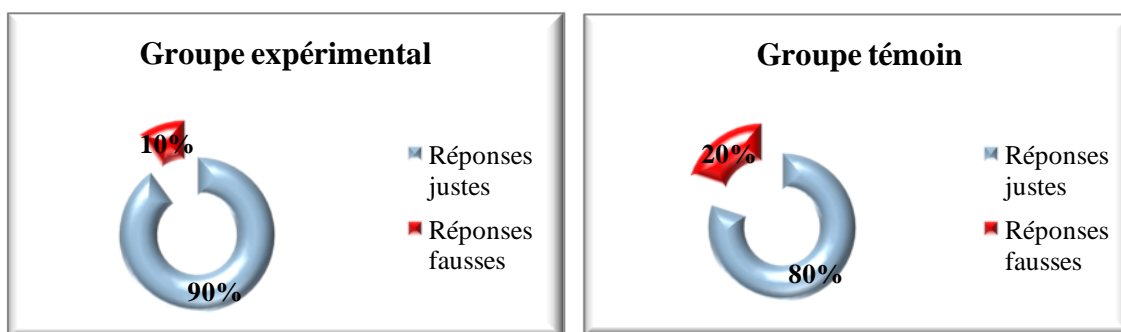 Groupe expérimental
10%
90%
Réponses
justes
Réponses
fausses
Groupe témoin
20%
80%
Réponses
justes
Réponses
fausses